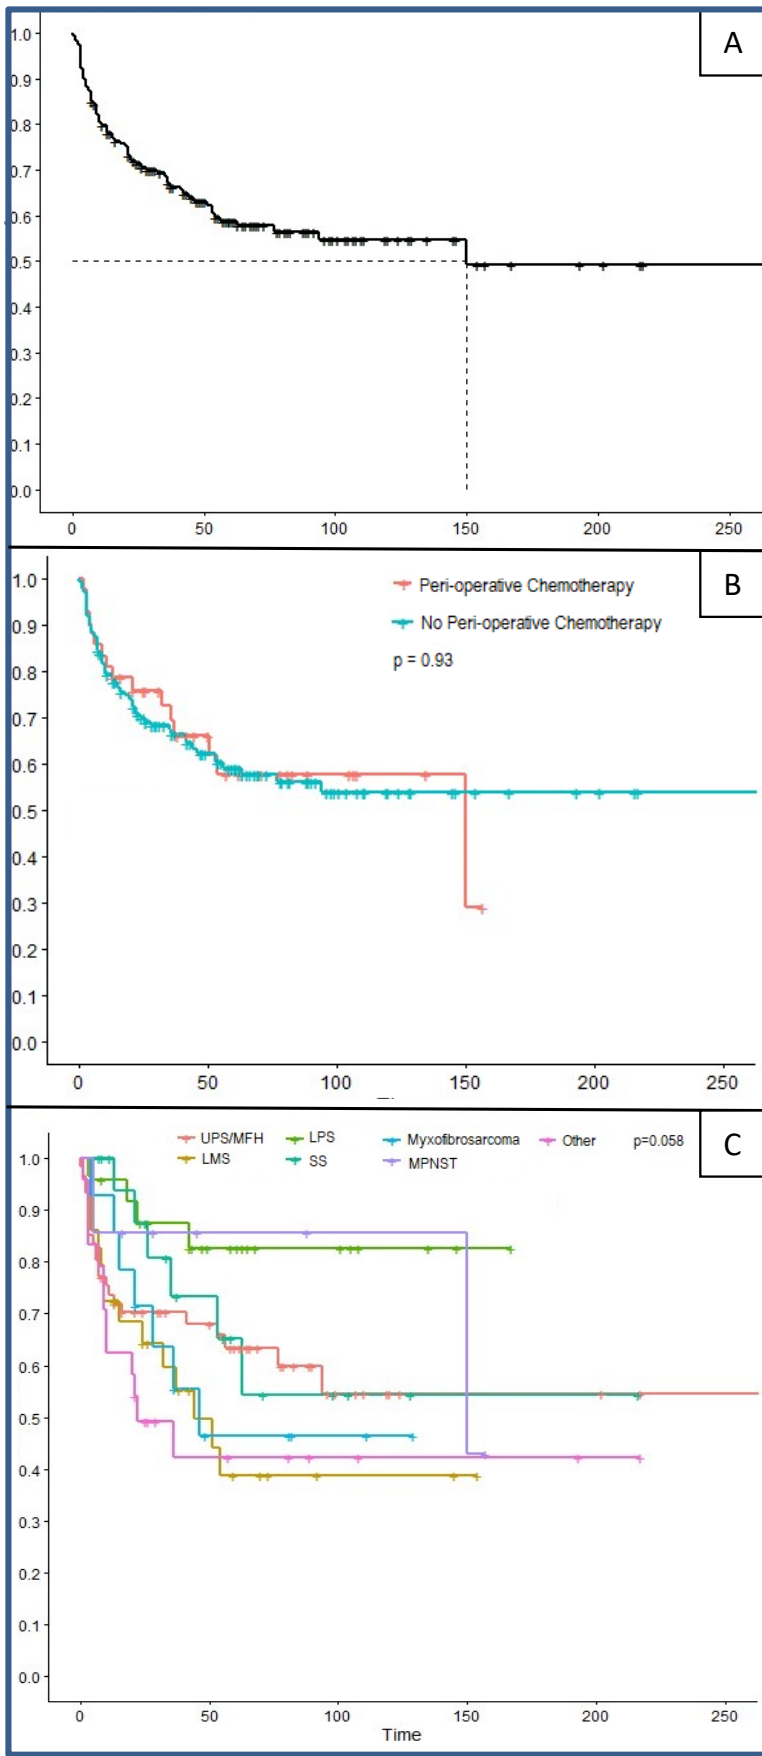 A
1.0
0.9
0.8
0.7
0.6
0.5
0.4
0.3
0.2
0.1
0.0
0 50 100 150 200 250
B
Peri-operative Chemotherapy
No Peri-operative Chemotherapy
p = 0.93
1.0
0.9
0.8
0.7
0.6
0.5
0.4
0.3
0.2
0.1
0.0
0 50 100 150 200 250
C
UPS/MFH LPS Myxofibrosarcoma Other p=0.058
LMS SS MPNST
1.0
0.9
0.8
0.7
0.6
0.5
0.4
0.3
0.2
0.1
0.0
0 50 100 150 200 250
Time